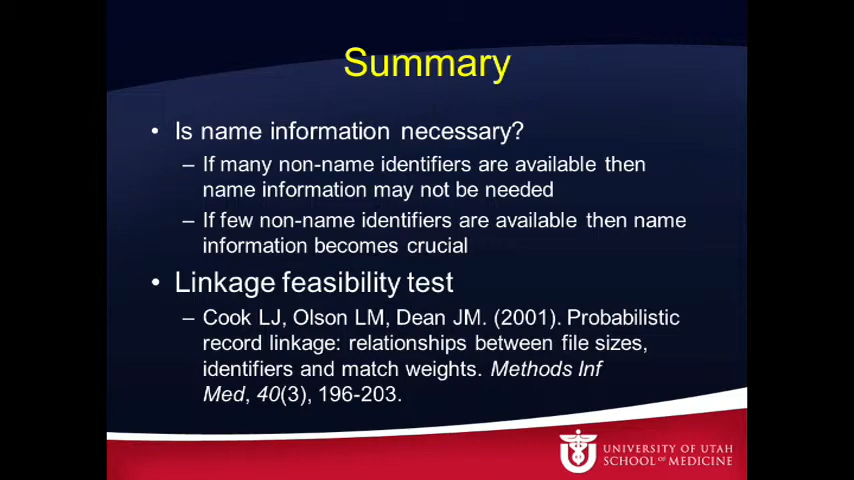 Summary
• Is name information necessary?
– If many non-name identifiers are available then
name information may not be needed
– If few non-name identifiers are available then name
information becomes crucial
• Linkage feasibility test
– Cook LJ, Olson LM, Dean JM. (2001). Probabilistic
record linkage: relationships between file sizes,
identifiers and match weights. Methods Inf
Med, 40(3), 196-203.
UNIVERSITY OF UTAH
SCHOOL OF MEDICINE